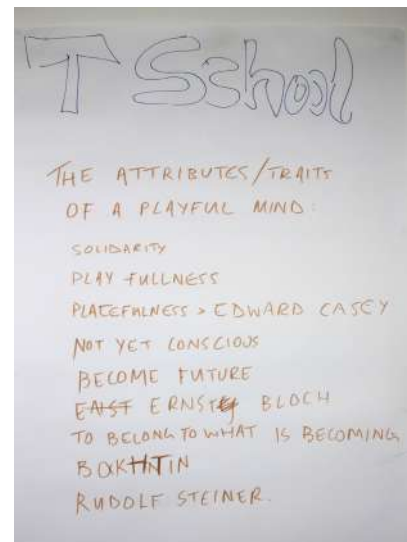 T School
THE ATTRIBUTES/TRAITS
OF A PLAYFUL MIND:
SOLIDARITY
PLAY FULLNESS
PLACEFULNESS > EDWARD CASEY
NOT YET CONSCIOUS
BECOME FUTURE
ERNST BLOCH
TO BELONG TO WHAT IS BECOMING
BAKHTIN
RUDOLF STEINER.